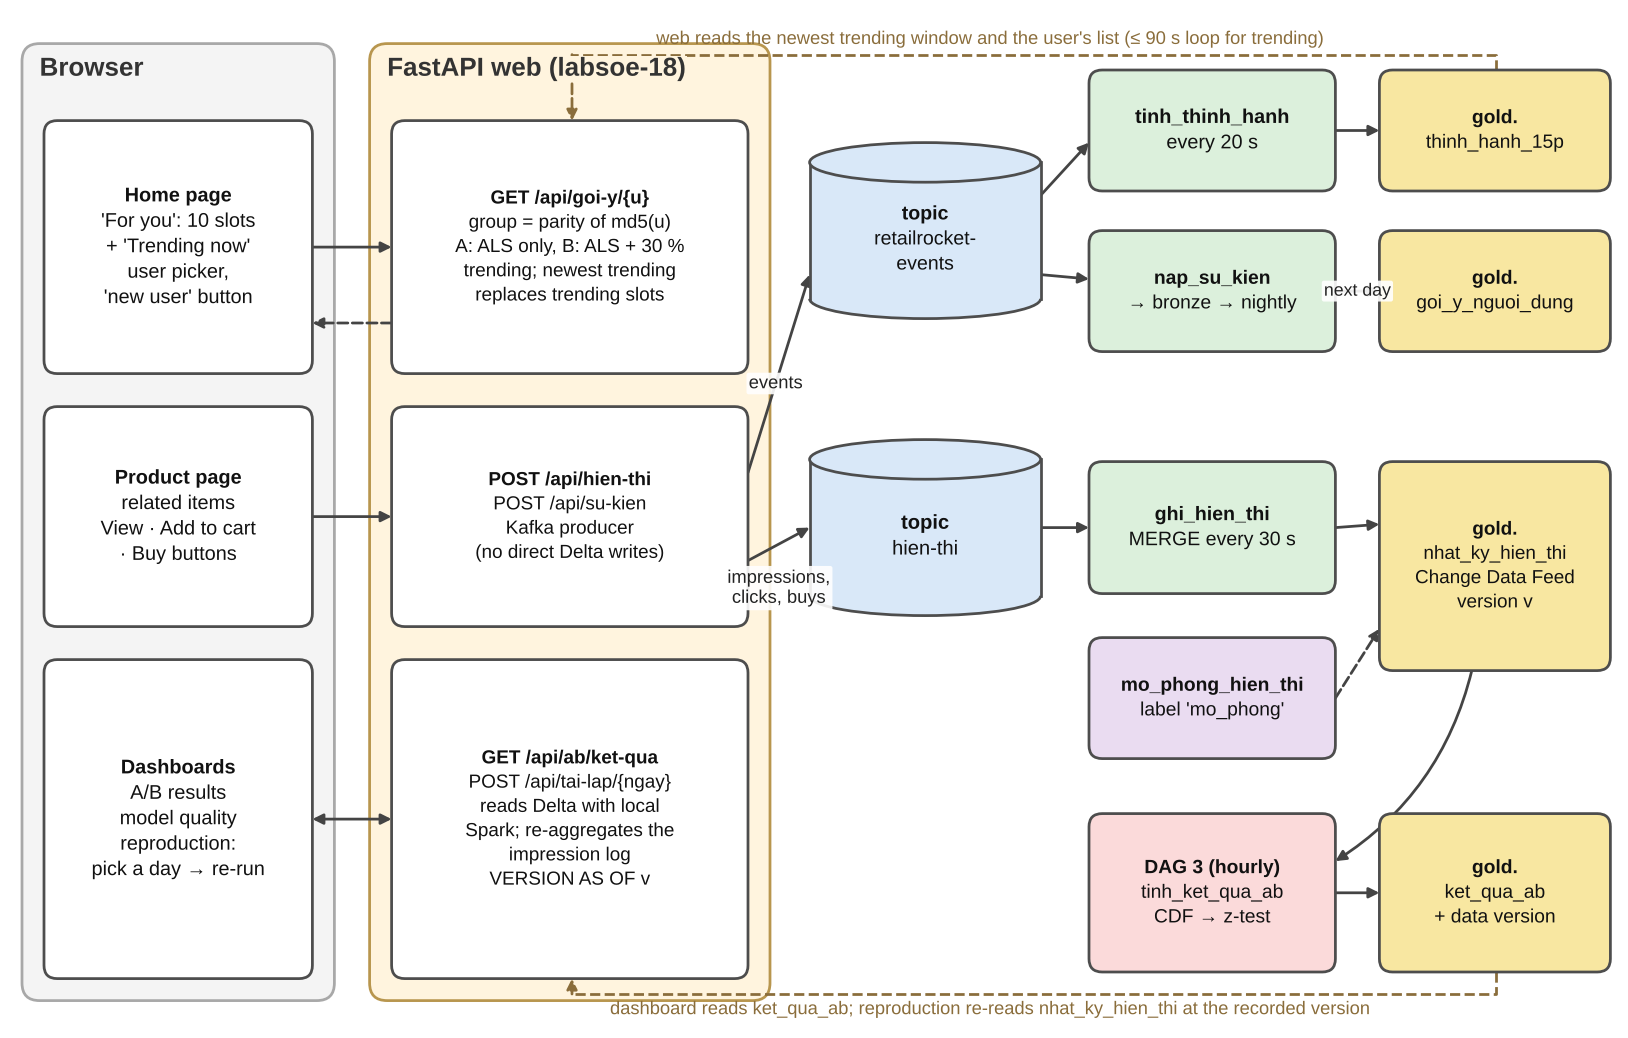 web reads the newest trending window and the user's list (≤ 90 s loop for trending)
Browser
FastAPI web (labsoe-18)
Home page
'For you': 10 slots
+ 'Trending now'
user picker,
'new user' button
GET /api/goi-y/{u}
group = parity of md5(u)
A: ALS only, B: ALS + 30 %
trending; newest trending
replaces trending slots
topic
retailrocket-
events
tinh_thinh_hanh
every 20 s
gold.
thinh_hanh_15p
nap_su_kien
→ bronze → nightly
next day
gold.
goi_y_nguoi_dung
events
Product page
related items
View · Add to cart
· Buy buttons
POST /api/hien-thi
POST /api/su-kien
Kafka producer
(no direct Delta writes)
impressions,
clicks, buys
topic
hien-thi
ghi_hien_thi
MERGE every 30 s
gold.
nhat_ky_hien_thi
Change Data Feed
version v
mo_phong_hien_thi
label 'mo_phong'
Dashboards
A/B results
model quality
reproduction:
pick a day → re-run
GET /api/ab/ket-qua
POST /api/tai-lap/{ngay}
reads Delta with local
Spark; re-aggregates the
impression log
VERSION AS OF v
DAG 3 (hourly)
tinh_ket_qua_ab
CDF → z-test
gold.
ket_qua_ab
+ data version
dashboard reads ket_qua_ab; reproduction re-reads nhat_ky_hien_thi at the recorded version